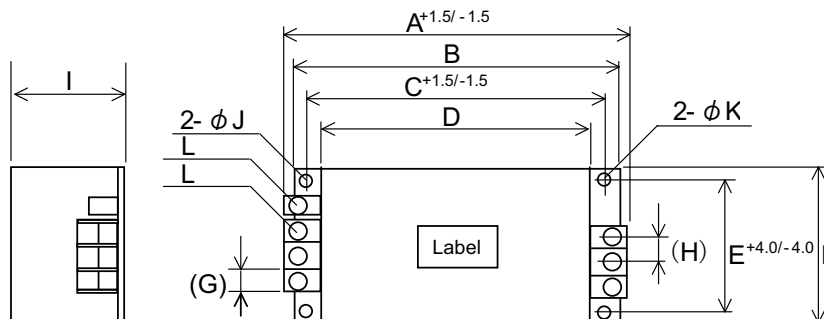 A+1.5/-1.5
B
I
C+1.5/-1.5
2- ϕJ
D
2- ϕK
L
L
Label
(H)
E+4.0/-4.0
(G)